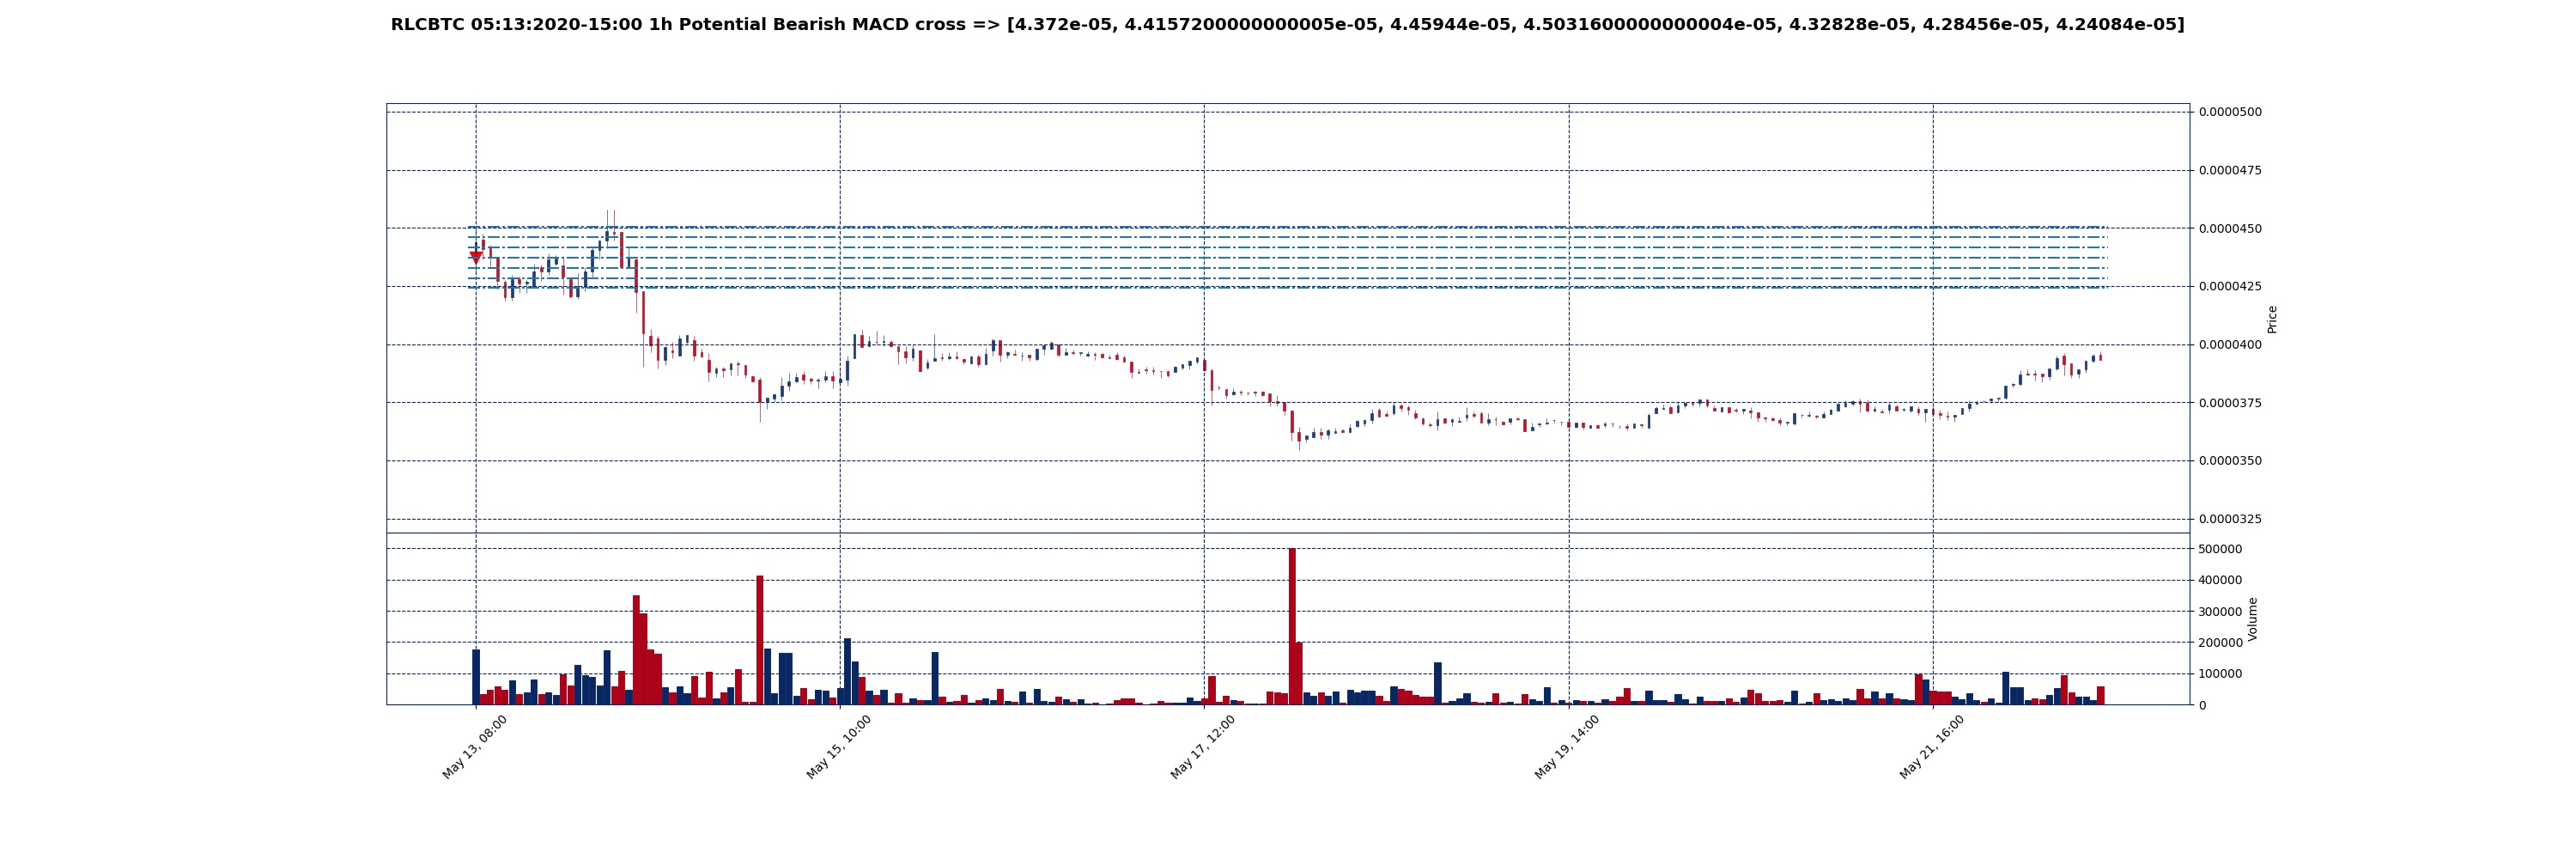 RLCBTC 05:13:2020-15:00 1h Potential Bearish MACD cross => [4.372e-05, 4.4157200000000005e-05, 4.45944e-05, 4.5031600000000004e-05, 4.32828e-05, 4.28456e-05, 4.24084e-05]
0.0000500
0.0000475
0.0000450
0.0000425
0.0000400
0.0000375
0.0000350
0.0000325
Price
500000
400000
300000
200000
100000
0
Volume
May 13, 08:00
May 15, 10:00
May 17, 12:00
May 19, 14:00
May 21, 16:00